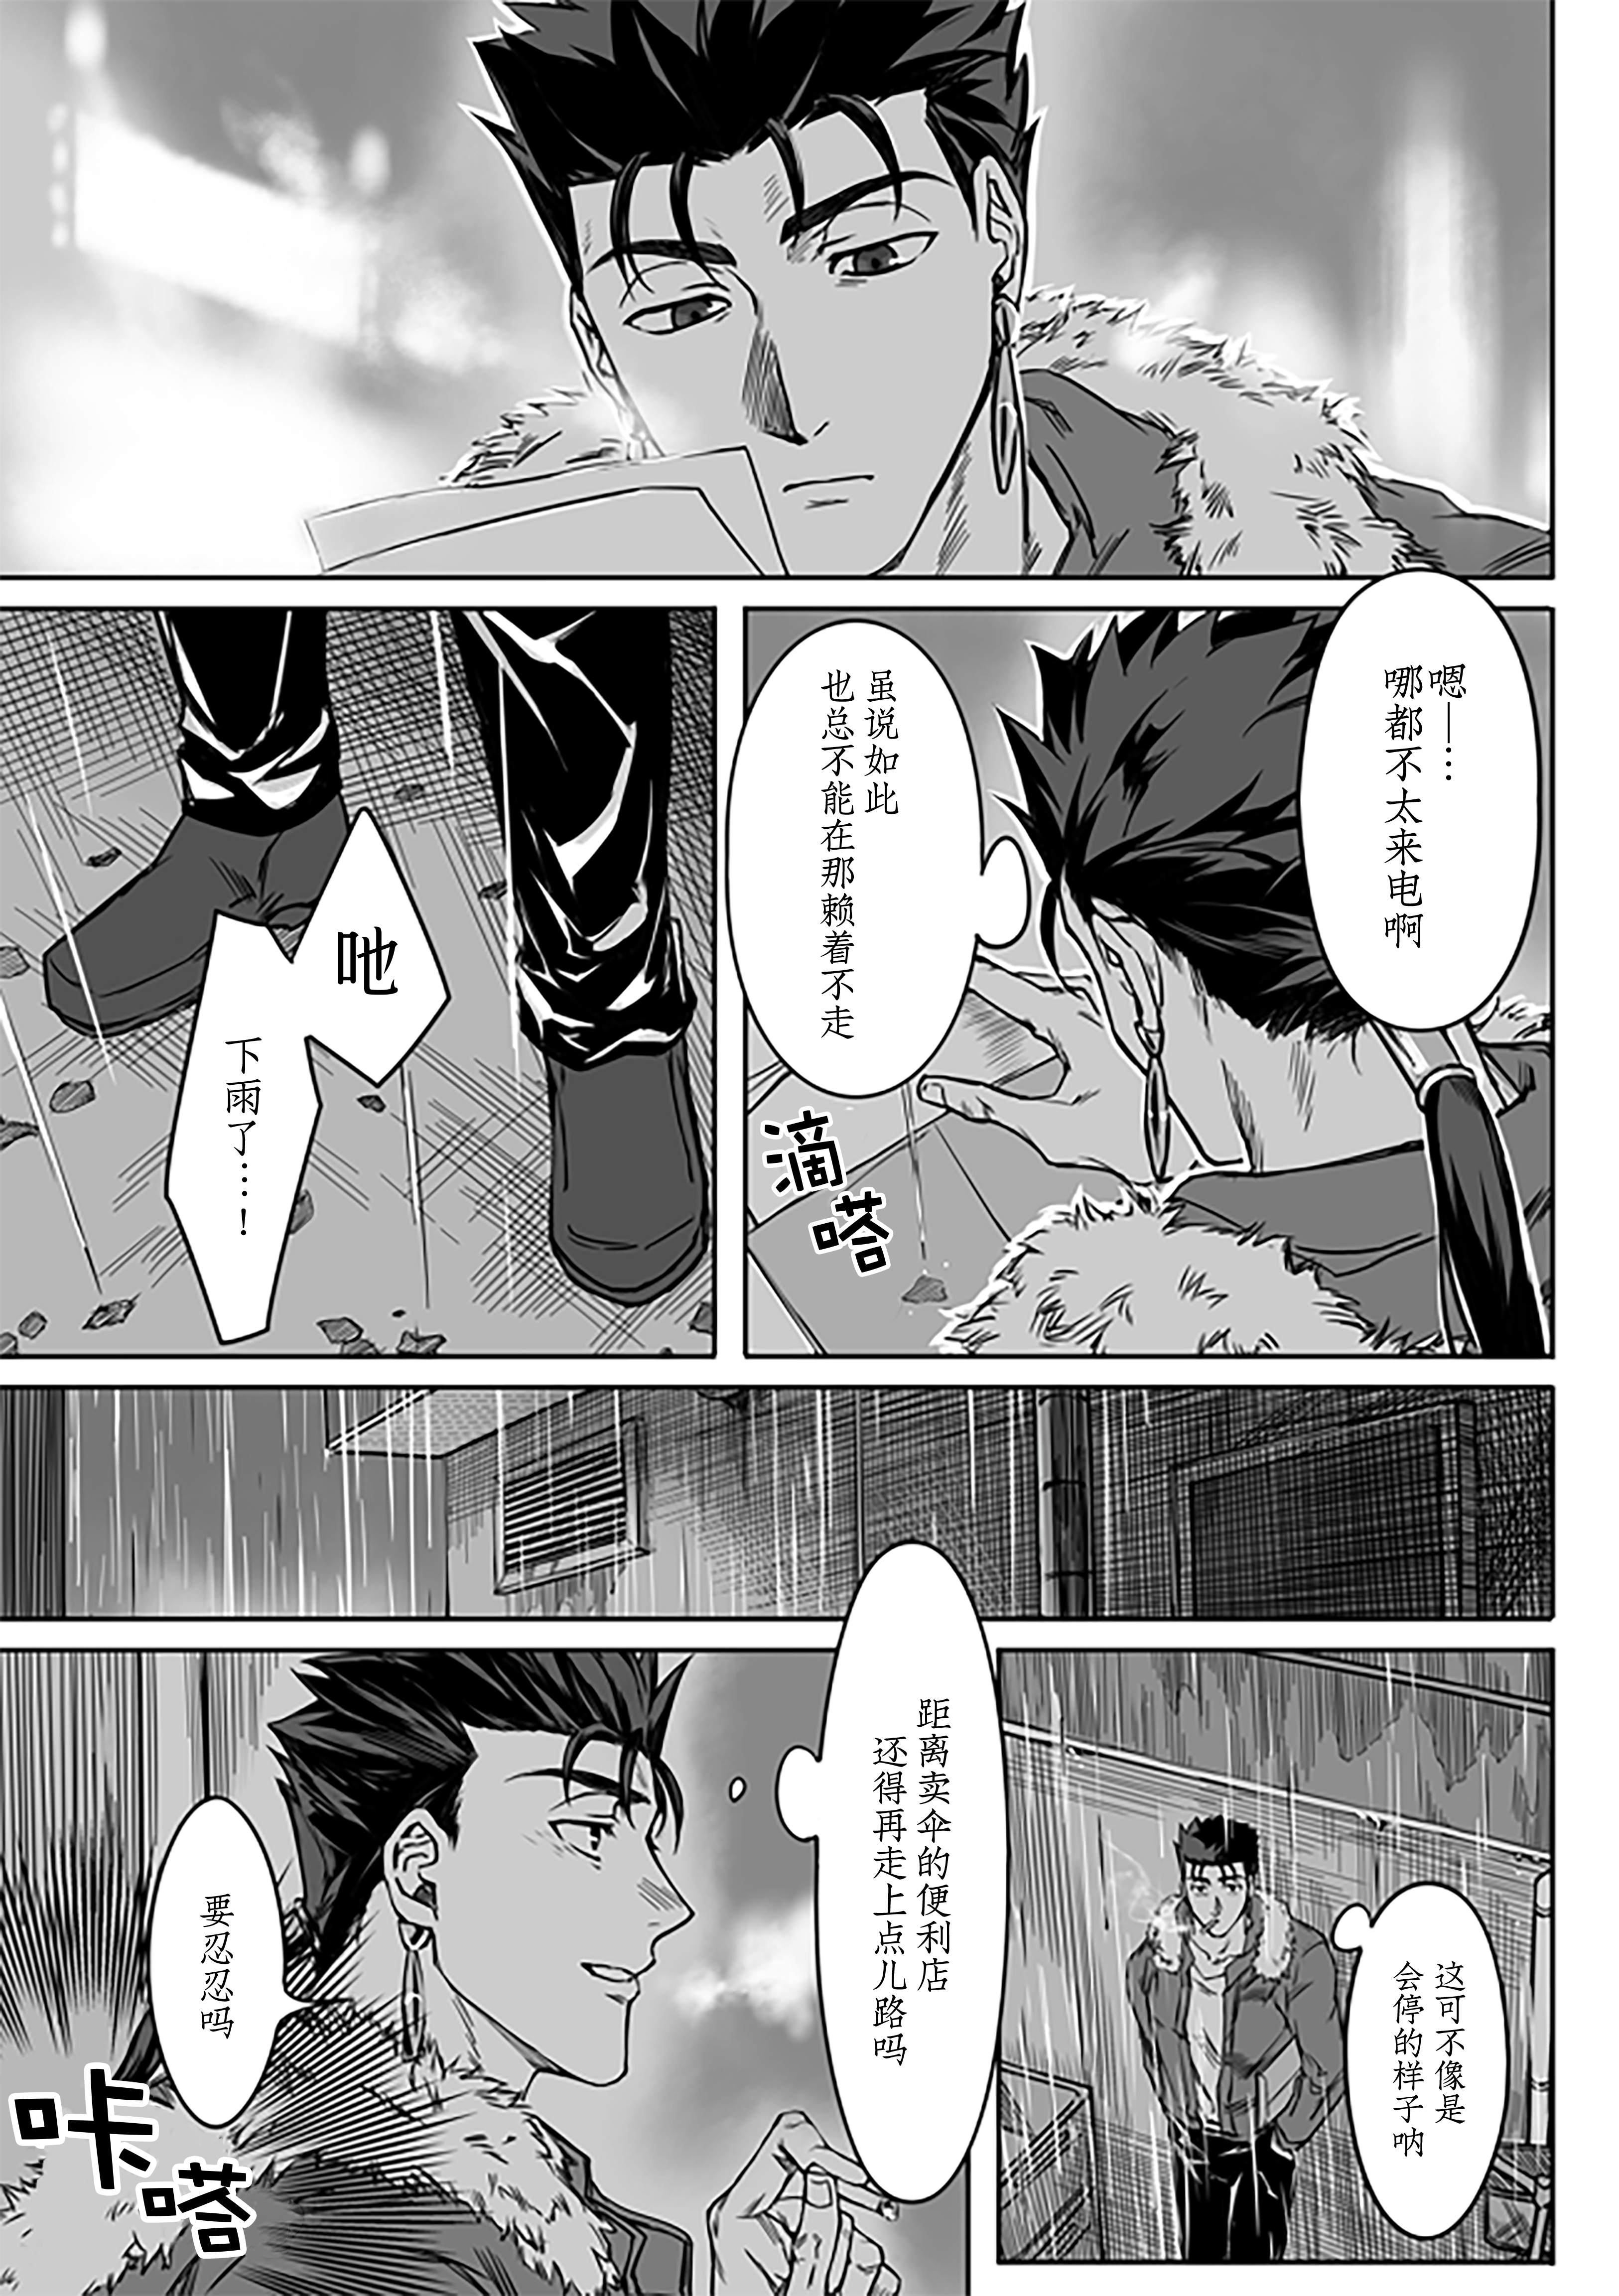 嗯—……
哪都不太来电啊
虽说如此
也总不能在那赖着不走
滴嗒
吔
下雨了……！
这可不像是
会停的样子呐
距离卖伞的便利店
还得再走上点儿路吗
要忍忍吗
咔嗒